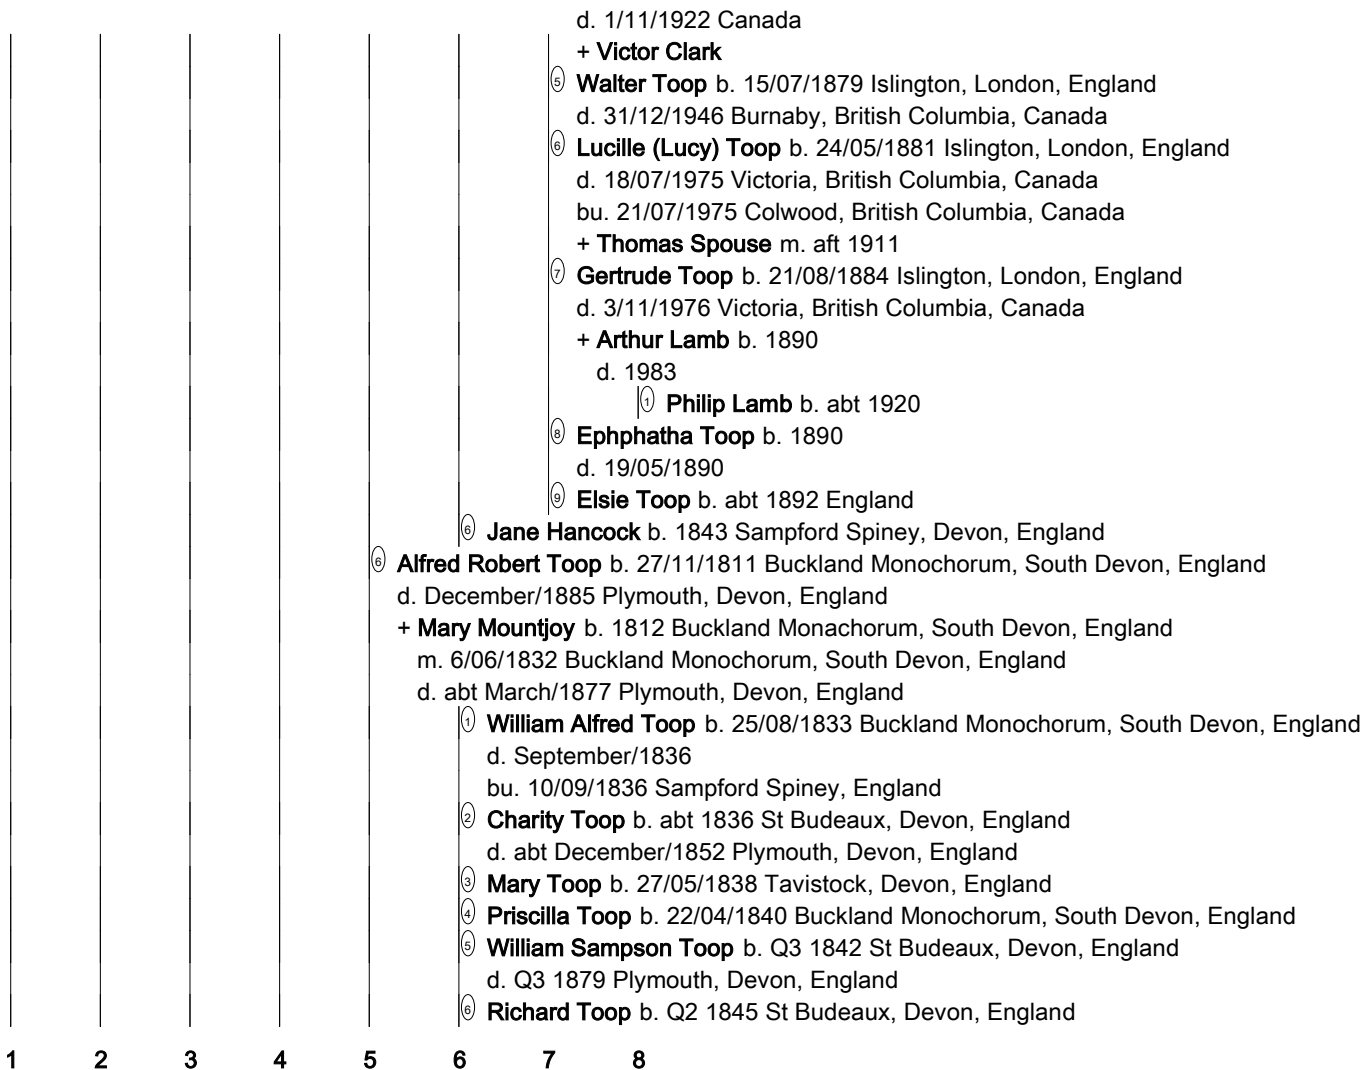 d. 1/11/1922 Canada
+ Victor Clark
5 Walter Toop b. 15/07/1879 Islington, London, England
d. 31/12/1946 Burnaby, British Columbia, Canada
6 Lucille (Lucy) Toop b. 24/05/1881 Islington, London, England
d. 18/07/1975 Victoria, British Columbia, Canada
bu. 21/07/1975 Colwood, British Columbia, Canada
+ Thomas Spouse m. aft 1911
7 Gertrude Toop b. 21/08/1884 Islington, London, England
d. 3/11/1976 Victoria, British Columbia, Canada
+ Arthur Lamb b. 1890
d. 1983
1 Philip Lamb b. abt 1920
8 Ephphatha Toop b. 1890
d. 19/05/1890
9 Elsie Toop b. abt 1892 England
6 Jane Hancock b. 1843 Sampford Spiney, Devon, England
6 Alfred Robert Toop b. 27/11/1811 Buckland Monochorum, South Devon, England
d. December/1885 Plymouth, Devon, England
+ Mary Mountjoy b. 1812 Buckland Monachorum, South Devon, England
m. 6/06/1832 Buckland Monochorum, South Devon, England
d. abt March/1877 Plymouth, Devon, England
1 William Alfred Toop b. 25/08/1833 Buckland Monochorum, South Devon, England
d. September/1836
bu. 10/09/1836 Sampford Spiney, England
2 Charity Toop b. abt 1836 St Budeaux, Devon, England
d. abt December/1852 Plymouth, Devon, England
3 Mary Toop b. 27/05/1838 Tavistock, Devon, England
4 Priscilla Toop b. 22/04/1840 Buckland Monochorum, South Devon, England
5 William Sampson Toop b. Q3 1842 St Budeaux, Devon, England
d. Q3 1879 Plymouth, Devon, England
6 Richard Toop b. Q2 1845 St Budeaux, Devon, England
1 2 3 4 5 6 7 8